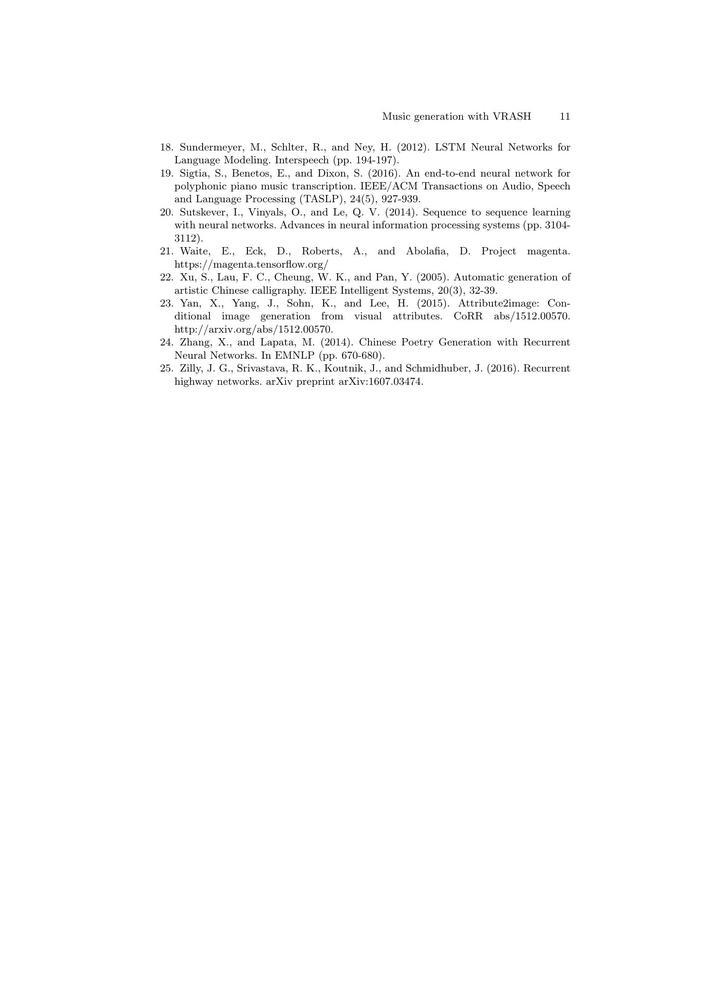 Music generation with VRASH 11
18. Sundermeyer, M., Schlter, R., and Ney, H. (2012). LSTM Neural Networks for
Language Modeling. Interspeech (pp. 194-197).
19. Sigtia, S., Benetos, E., and Dixon, S. (2016). An end-to-end neural network for
polyphonic piano music transcription. IEEE/ACM Transactions on Audio, Speech
and Language Processing (TASLP), 24(5), 927-939.
20. Sutskever, I., Vinyals, O., and Le, Q. V. (2014). Sequence to sequence learning
with neural networks. Advances in neural information processing systems (pp. 3104-
3112).
21. Waite, E., Eck, D., Roberts, A., and Abolafia, D. Project magenta.
https://magenta.tensorflow.org/
22. Xu, S., Lau, F. C., Cheung, W. K., and Pan, Y. (2005). Automatic generation of
artistic Chinese calligraphy. IEEE Intelligent Systems, 20(3), 32-39.
23. Yan, X., Yang, J., Sohn, K., and Lee, H. (2015). Attribute2image: Con-
ditional image generation from visual attributes. CoRR abs/1512.00570.
http://arxiv.org/abs/1512.00570.
24. Zhang, X., and Lapata, M. (2014). Chinese Poetry Generation with Recurrent
Neural Networks. In EMNLP (pp. 670-680).
25. Zilly, J. G., Srivastava, R. K., Koutnik, J., and Schmidhuber, J. (2016). Recurrent
highway networks. arXiv preprint arXiv:1607.03474.